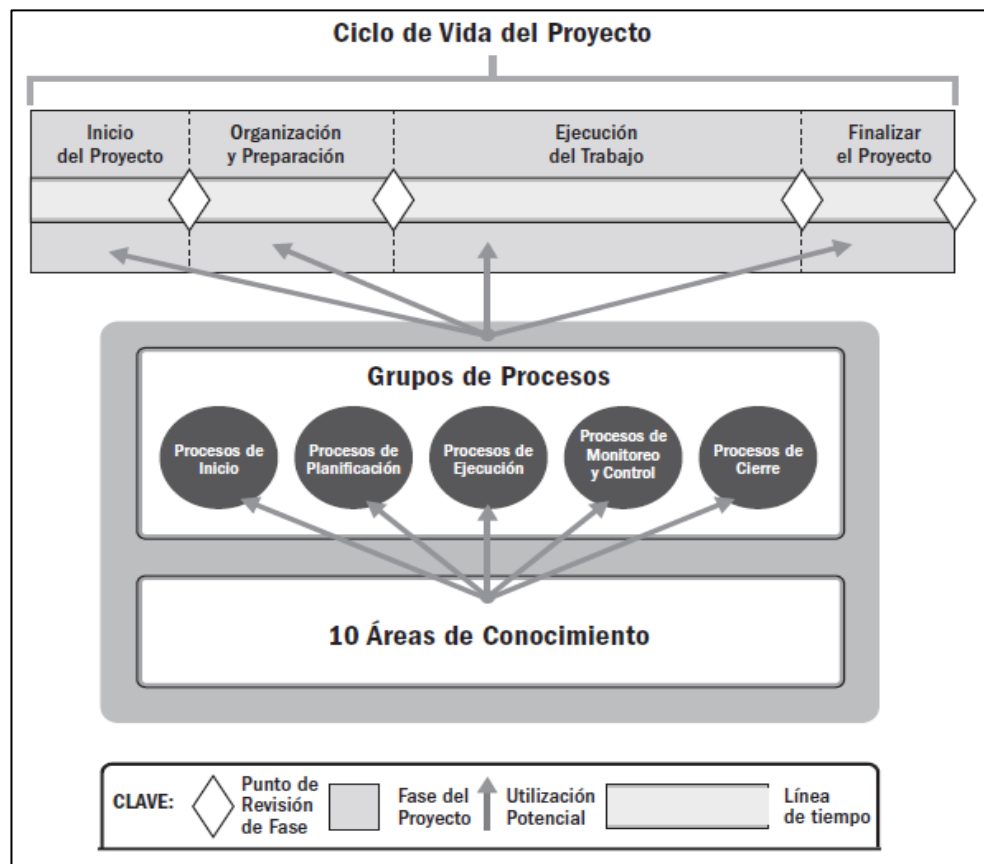 Ciclo de Vida del Proyecto
Inicio
del Proyecto
Organización
y Preparación
Ejecución
del Trabajo
Finalizar
el Proyecto
Grupos de Procesos
Procesos de
Inicio
Procesos de
Planificación
Procesos de
Ejecución
Procesos de
Monitoreo
y Control
Procesos de
Cierre
10 Áreas de Conocimiento
CLAVE:
Punto de
Revisión
de Fase
Fase del
Proyecto
Utilización
Potencial
Línea
de tiempo